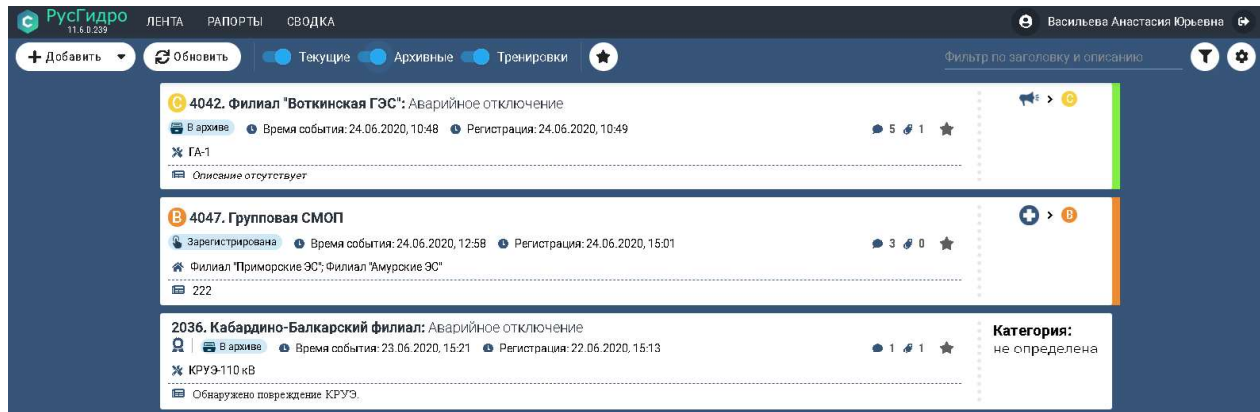 РусГидро
11.6.0.239
ЛЕНТА РАПОРТЫ СВОДКА
Васильева Анастасия Юрьевна
Добавить Обновить Текущие Архивные Тренировки Фильтр по заголовку и описанию
С 4042. Филиал "Воткинская ГЭС": Аварийное отключение
С
В архиве Время события: 24.06.2020, 10:48 Регистрация: 24.06.2020, 10:49 5 1
ГА-1
Описание отсутствует
В 4047. Групповая СМОП
В
Зарегистрирована Время события: 24.06.2020, 12:58 Регистрация: 24.06.2020, 15:01 3 0
Филиал "Приморские ЭС"; Филиал "Амурские ЭС"
222
2036. Кабардино-Балкарский филиал: Аварийное отключение
Категория:
В архиве Время события: 23.06.2020, 15:21 Регистрация: 22.06.2020, 15:13 1 1
не определена
КРУЭ-110 кВ
Обнаружено повреждение КРУЭ.